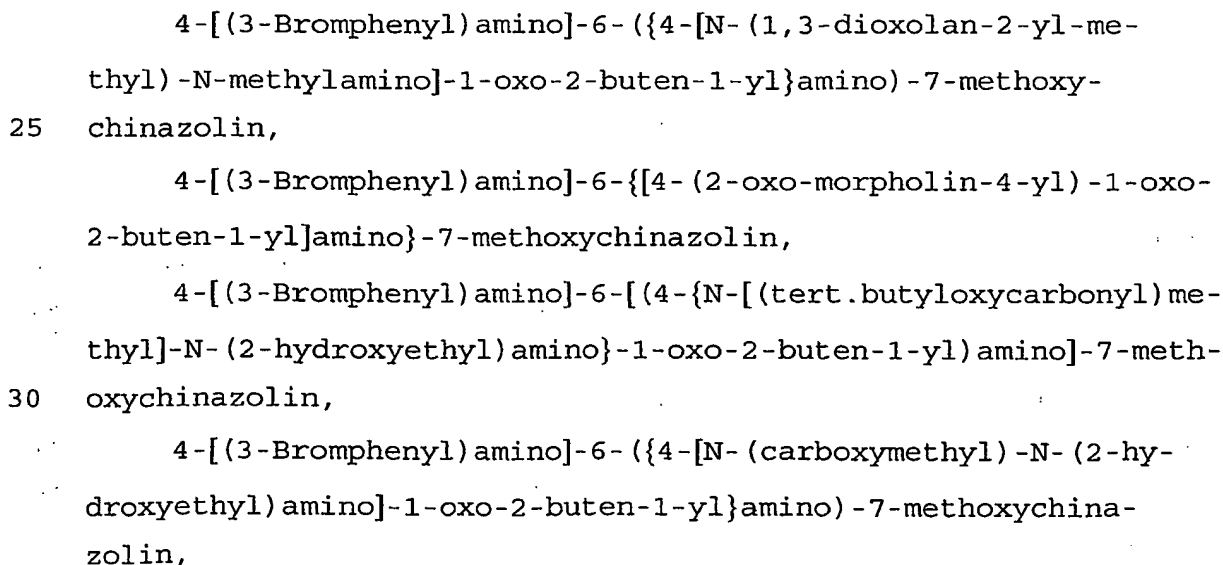 4-[(3-Bromphenyl)amino]-6-({4-[N-(1,3-dioxolan-2-yl-me-
thyl)-N-methylamino]-1-oxo-2-buten-1-yl}amino)-7-methoxy-
25 chinazolin,
4-[(3-Bromphenyl)amino]-6-{[4-(2-oxo-morpholin-4-yl)-1-oxo-
2-buten-1-yl]amino}-7-methoxychinazolin,
4-[(3-Bromphenyl)amino]-6-[(4-{N-[(tert.butyloxycarbonyl)me-
thyl]-N-(2-hydroxyethyl)amino}-1-oxo-2-buten-1-yl)amino]-7-meth-
30 oxychinazolin,
4-[(3-Bromphenyl)amino]-6-({4-[N-(carboxymethyl)-N-(2-hy-
droxyethyl)amino]-1-oxo-2-buten-1-yl}amino)-7-methoxychina-
zolin,